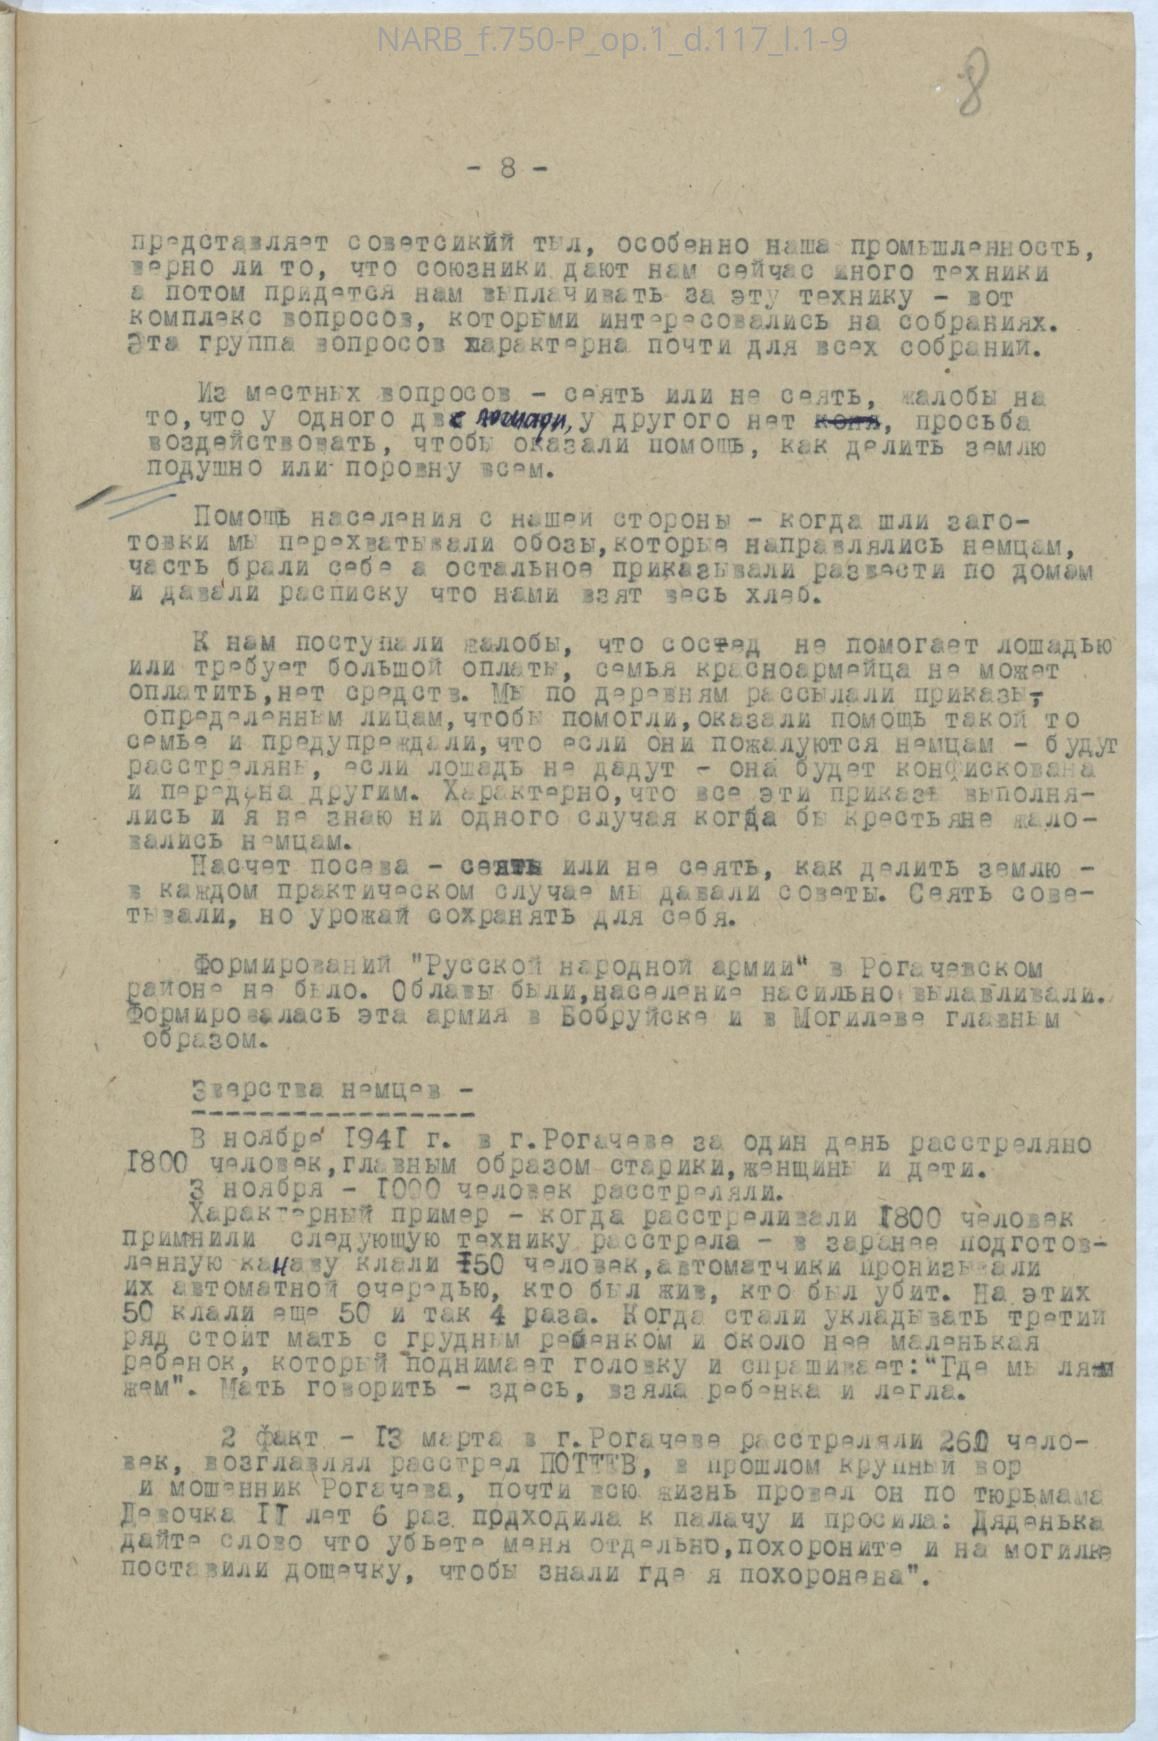 NARB_f.750-P_op.1_d.117_l.1-9
8
- 8 -
представляет советсикий тыл, особенно наша промышленность,
верно ли то, что союзники дают нам сейчас много техники
а потом придется нам выплачивать за эту технику - вот
комплекс вопросов, которыми интересовались на собраниях.
Эта группа вопросов характерна почти для всех собраний.
Из местных вопросов - сеять или не сеять, жалобы на
то,что у одного две лошади, у другого нет коня, просьба
воздействовать, чтобы оказали помощь, как делить землю
подушно или поровну всем.
Помощь населения с нашей стороны - когда шли заго-
товки мы перехватывали обозы,которые направлялись немцам,
часть брали себе а остальное приказывали развести по домам
и давали расписку что нами взят весь хлеб.
К нам поступали жалобы, что сосед не помогает лошадью
или требует большой оплаты, семья красноармейца не может
оплатить,нет средств. Мы по деревням рассылали приказы,
определенным лицам,чтобы помогли,оказали помощь такой то
семье и предупреждали,что если они пожалуются немцам - будут
расстреляны, если лошадь не дадут - она будет конфискована
и передана другим. Характерно,что все эти приказы выполня-
лись и я не знаю ни одного случая когда бы крестьяне жало-
вались немцам.
Насчет посева - сеять или не сеять, как делить землю -
в каждом практическом случае мы давали советы. Сеять сове-
тывали, но урожай сохранять для себя.
Формирований "Русской народной армии" в Рогачевском
районе не было. Облавы были,население насильно вылавливали.
Формировалась эта армия в Бобруйске и в Могилеве главным
образом.
Зверства немцев -
-----------------
В ноябре 1941 г. в г.Рогачеве за один день расстреляно
1800 человек,главным образом старики,женщины и дети.
3 ноября - 1000 человек расстреляли.
Характерный пример - когда расстреливали 1800 человек
примнили следующую технику расстрела - в заранее подготов-
ленную канаву клали 50 человек,автоматчики пронизывали
их автоматной очередью, кто был жив, кто был убит. На этих
50 клали еще 50 и так 4 раза. Когда стали укладывать третий
ряд стоит мать с грудным ребенком и около нее маленькая
ребенок, который поднимает головку и спрашивает:"Где мы ля-
жем". Мать говорить - здесь, взяла ребенка и легла.
2 факт - 13 марта в г.Рогачеве расстреляли 260 чело-
век, возглавлял расстрел в прошлом крупный вор
и мошенник Рогачева, почти всю жизнь провел он по тюрьмама
Девочка 11 лет 6 раз подходила к палачу и просила: Дяденька
дайте слово что убьете меня отдельно,похороните и на могилке
поставили дощечку, чтобы знали где я похоронена".